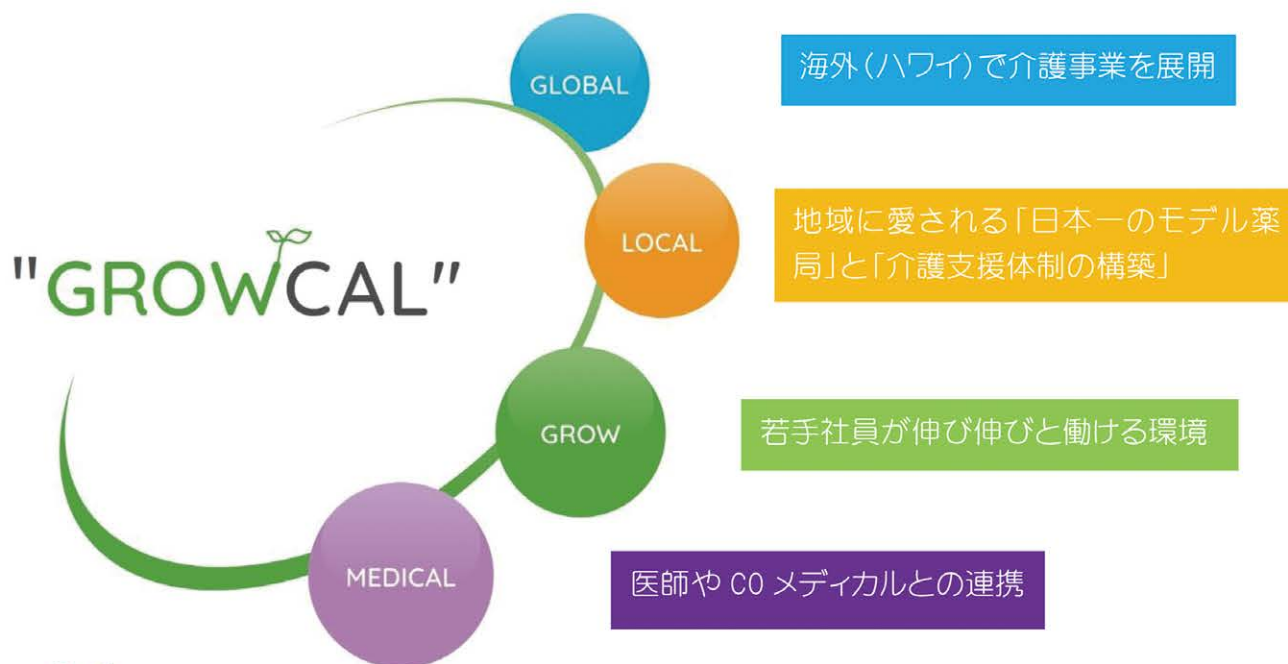 GLOBAL
海外(ハワイ)で介護事業を展開
LOCAL
地域に愛される「日本一のモデル薬
局」と「介護支援体制の構築」
"GROWCAL"
GROW
若手社員が伸び伸びと働ける環境
MEDICAL
医師や CO メディカルとの連携